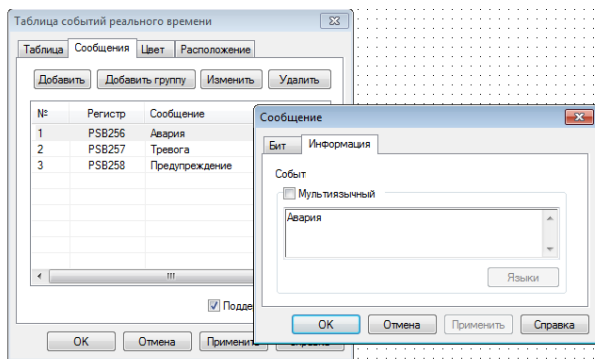 Таблица событий реального времени
Таблица Сообщения Цвет Расположение
Добавить Добавить группу Изменить Удалить
№ Регистр Сообщение
1 PSB256 Авария
2 PSB257 Тревога
3 PSB258 Предупреждение
Подде
OK Отмена Применить
Сообщение
Бит Информация
Событ
Мультиязычный
Авария
Языки
OK Отмена Применить Справка